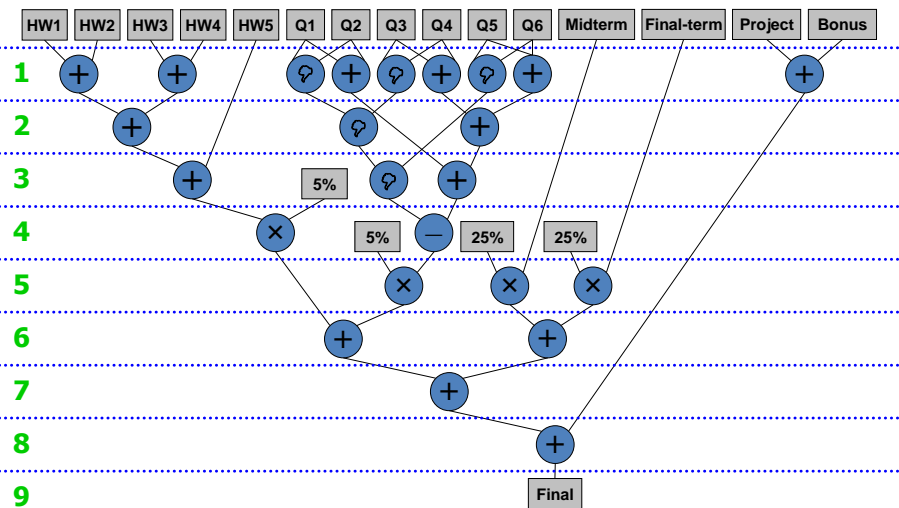 HW1 HW2 HW3 HW4 HW5 Q1 Q2 Q3 Q4 Q5 Q6 Midterm Final-term Project Bonus
1 + + + + + +
2 + +
3 + + 5%
4 × 5% — 25% 25%
5 × × ×
6 + +
7 +
8 +
9 Final